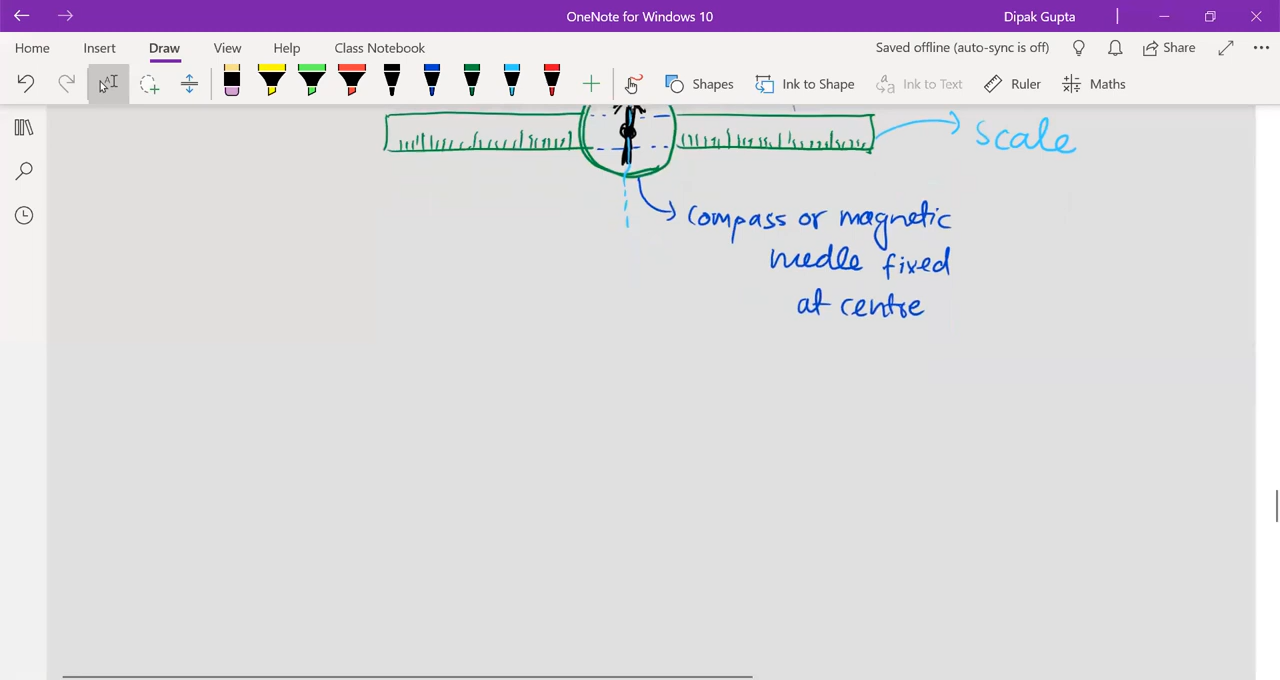 OneNote for Windows 10
Dipak Gupta
Home Insert Draw View Help Class Notebook
Saved offline (auto-sync is off)
Share
Shapes
Ink to Shape
Ink to Text
Ruler
Maths
scale
compass or magnetic
needle fixed
at centre